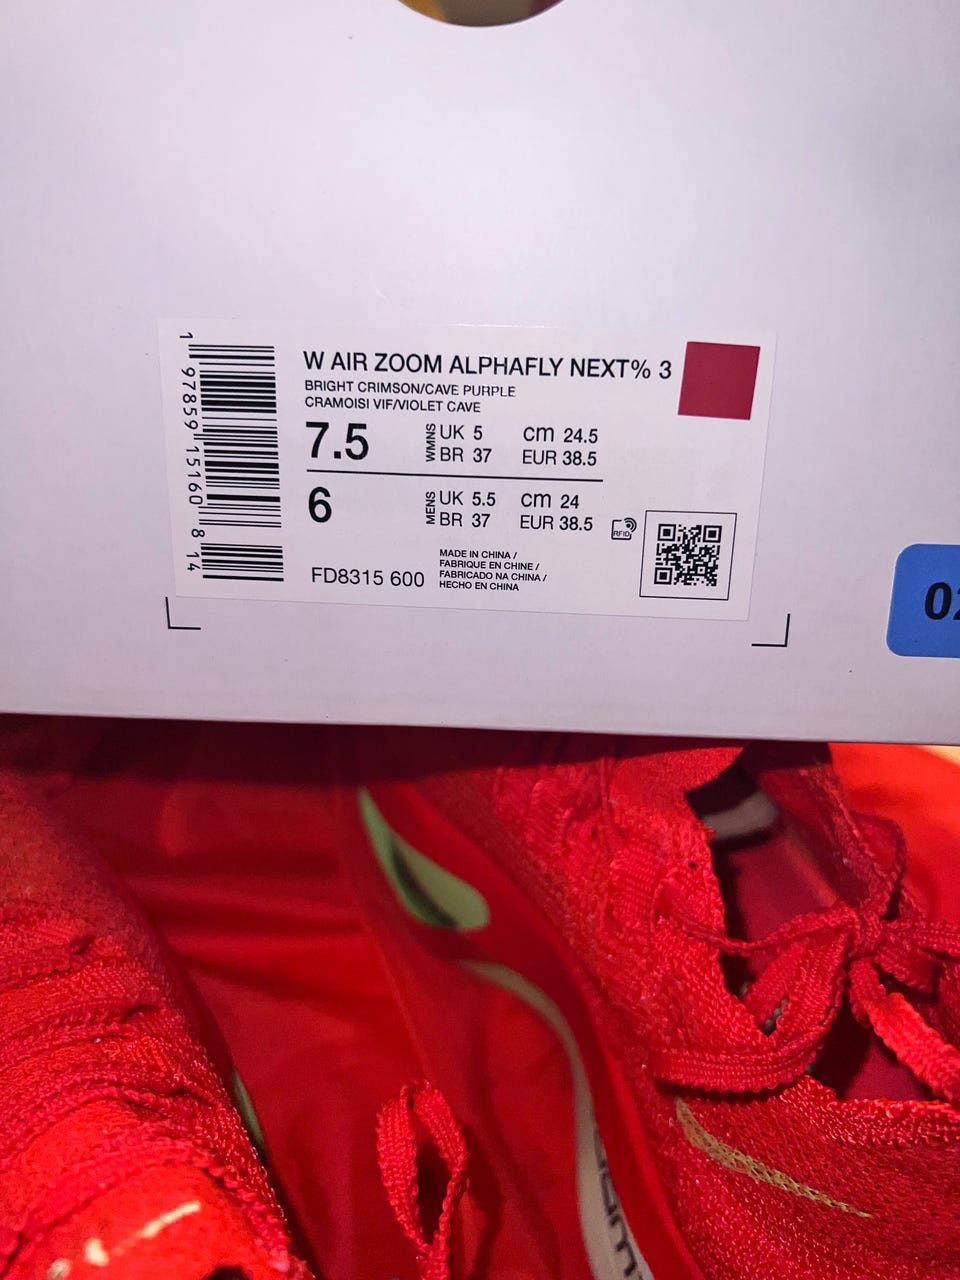 W AIR ZOOM ALPHAFLY NEXT% 3
BRIGHT CRIMSON/CAVE PURPLE
CRAMOISI VIF/VIOLET CAVE
7.5 WMNS UK 5 cm 24.5
BR 37 EUR 38.5
6 MENS UK 5.5 cm 24
BR 37 EUR 38.5
RFID
FD8315 600
MADE IN CHINA /
FABRIQUE EN CHINE /
FABRICADO NA CHINA /
HECHO EN CHINA
1 97859 15160 8 14